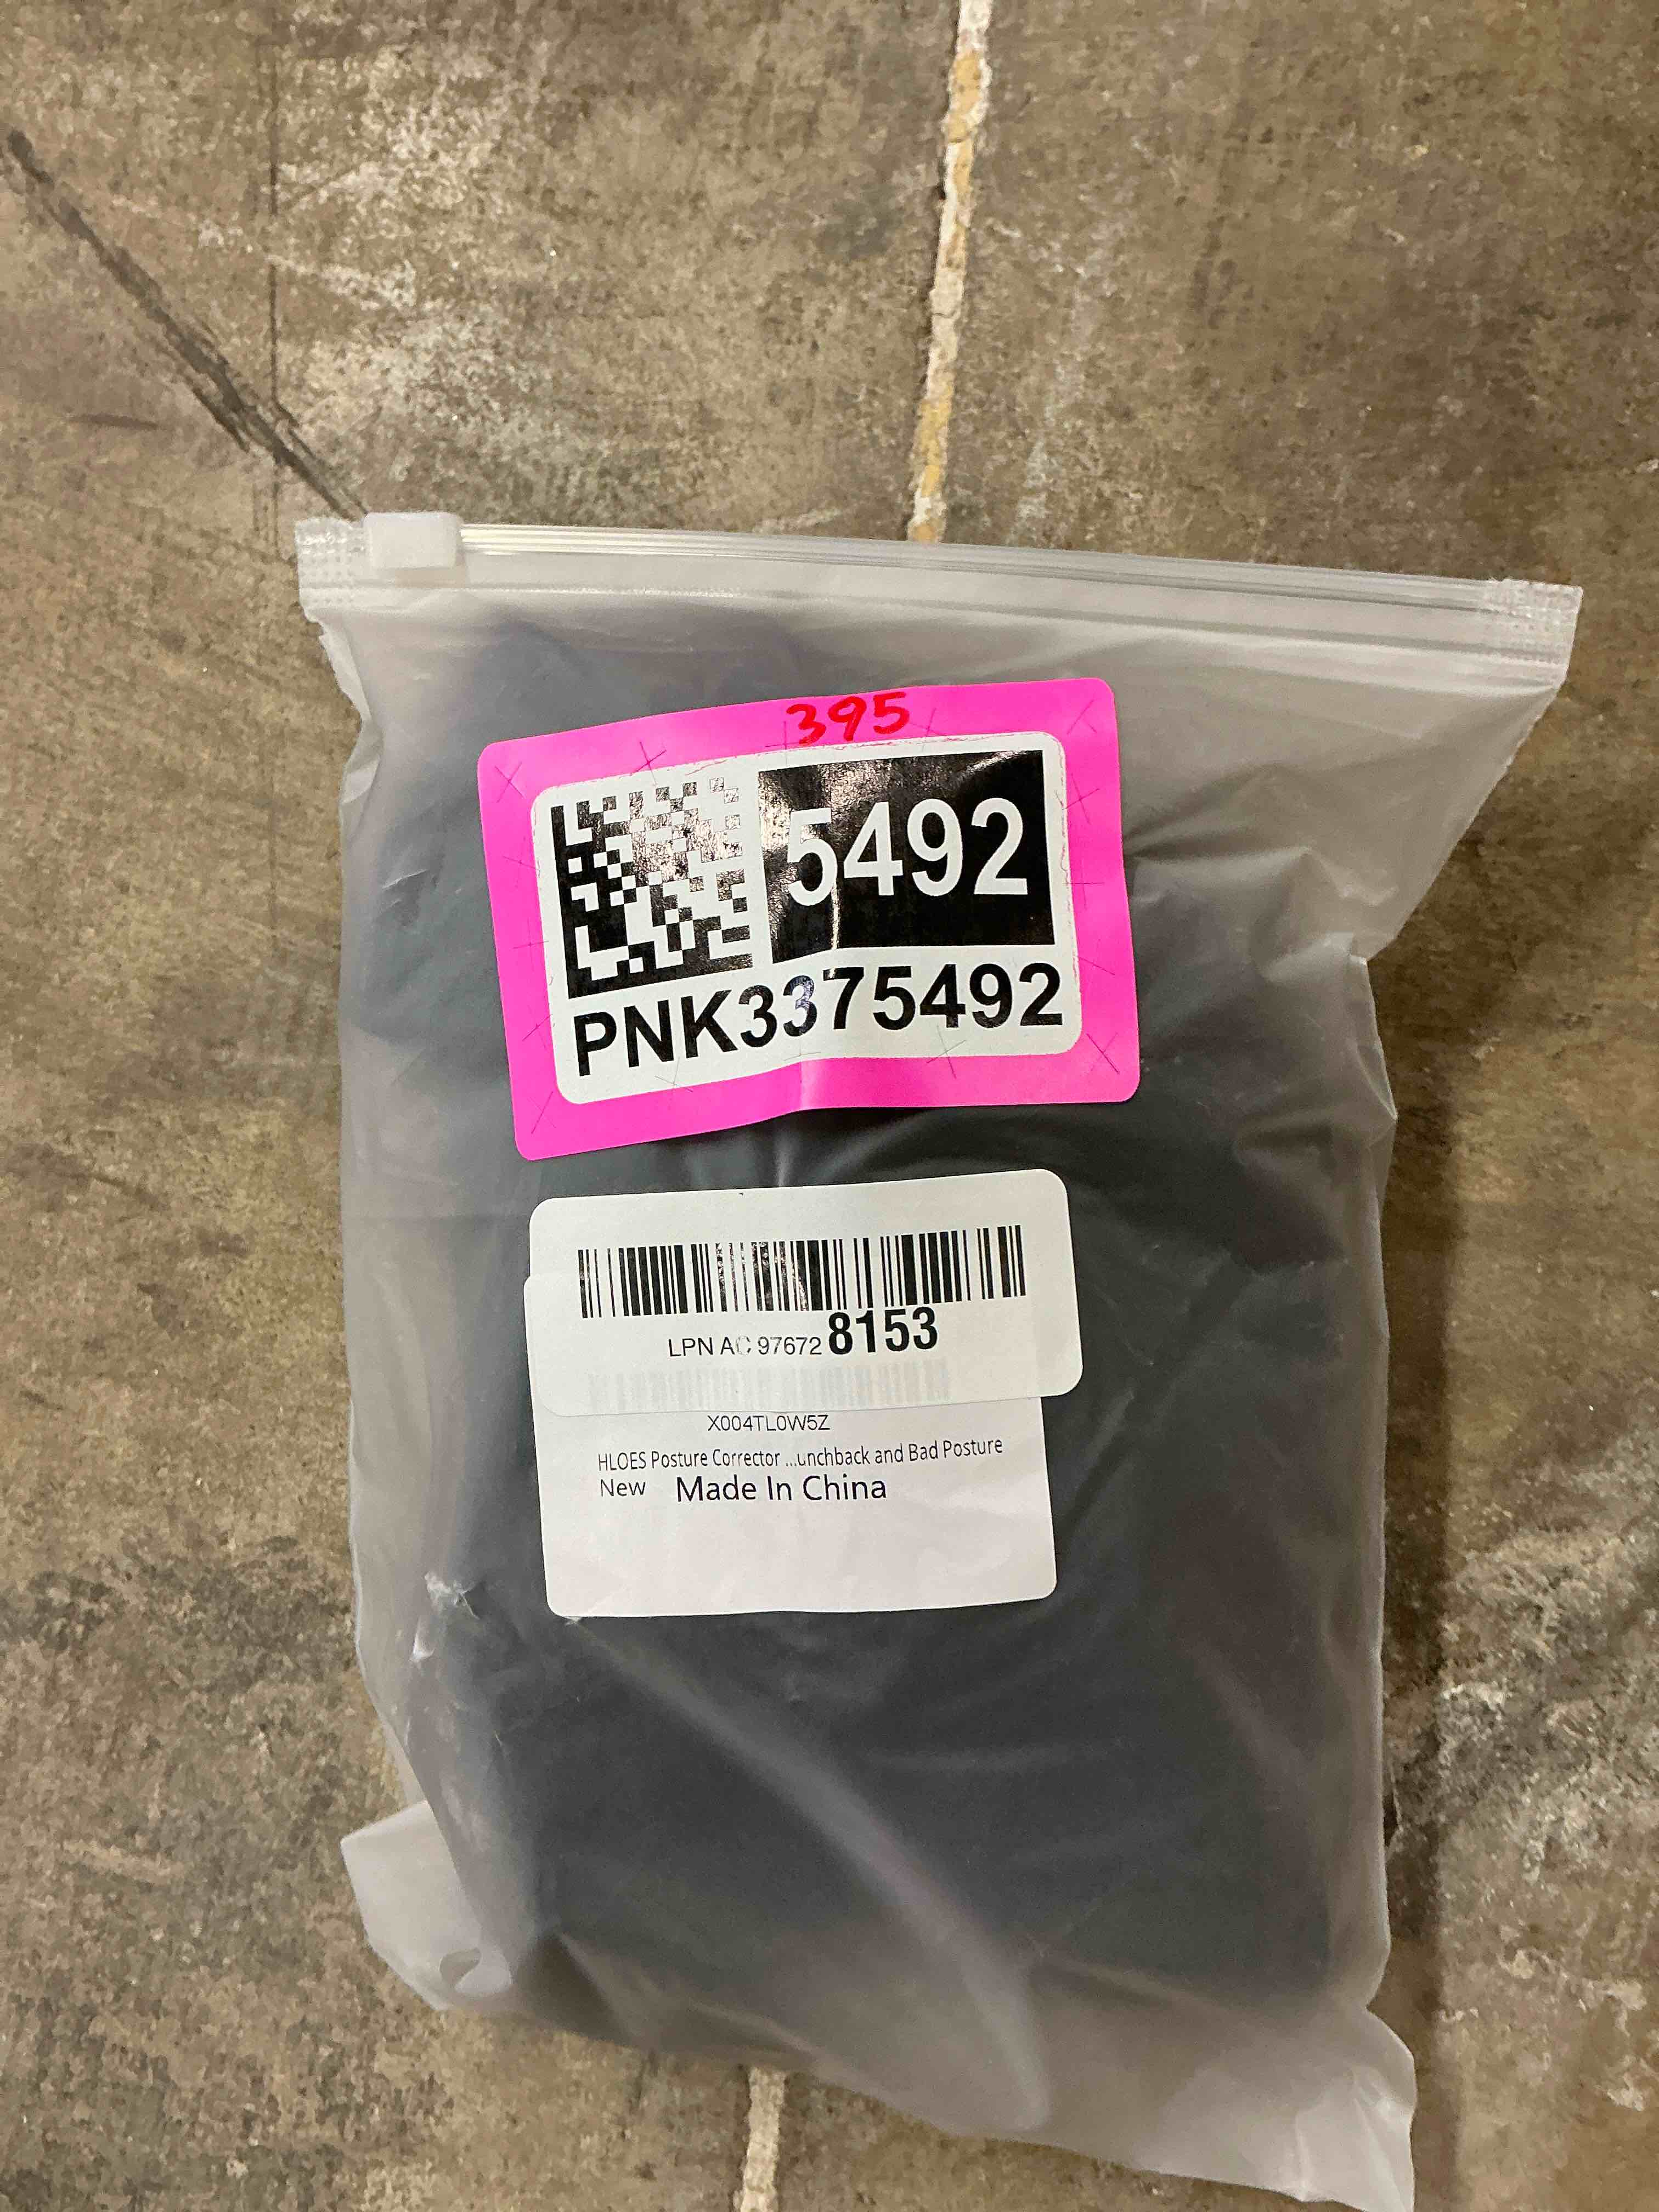 395
5492
PNK3375492
LPN AC 97672 8153
X004TL0W5Z
HLOES Posture Corrector ...unchback and Bad Posture
New Made In China